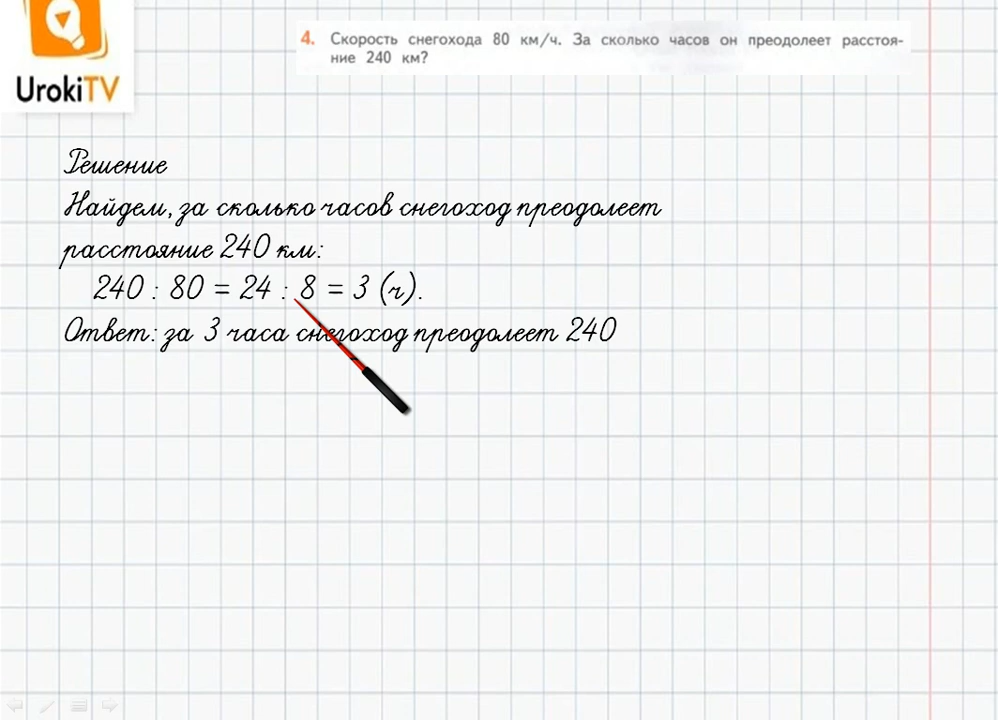 UrokiTV
4. Скорость снегохода 80 км/ч. За сколько часов он преодолеет расстоя-
ние 240 км?
Решение
Найдем, за сколько часов снегоход преодолеет
расстояние 240 км:
240 : 80 = 24 : 8 = 3 (ч).
Ответ: за 3 часа снегоход преодолеет 240